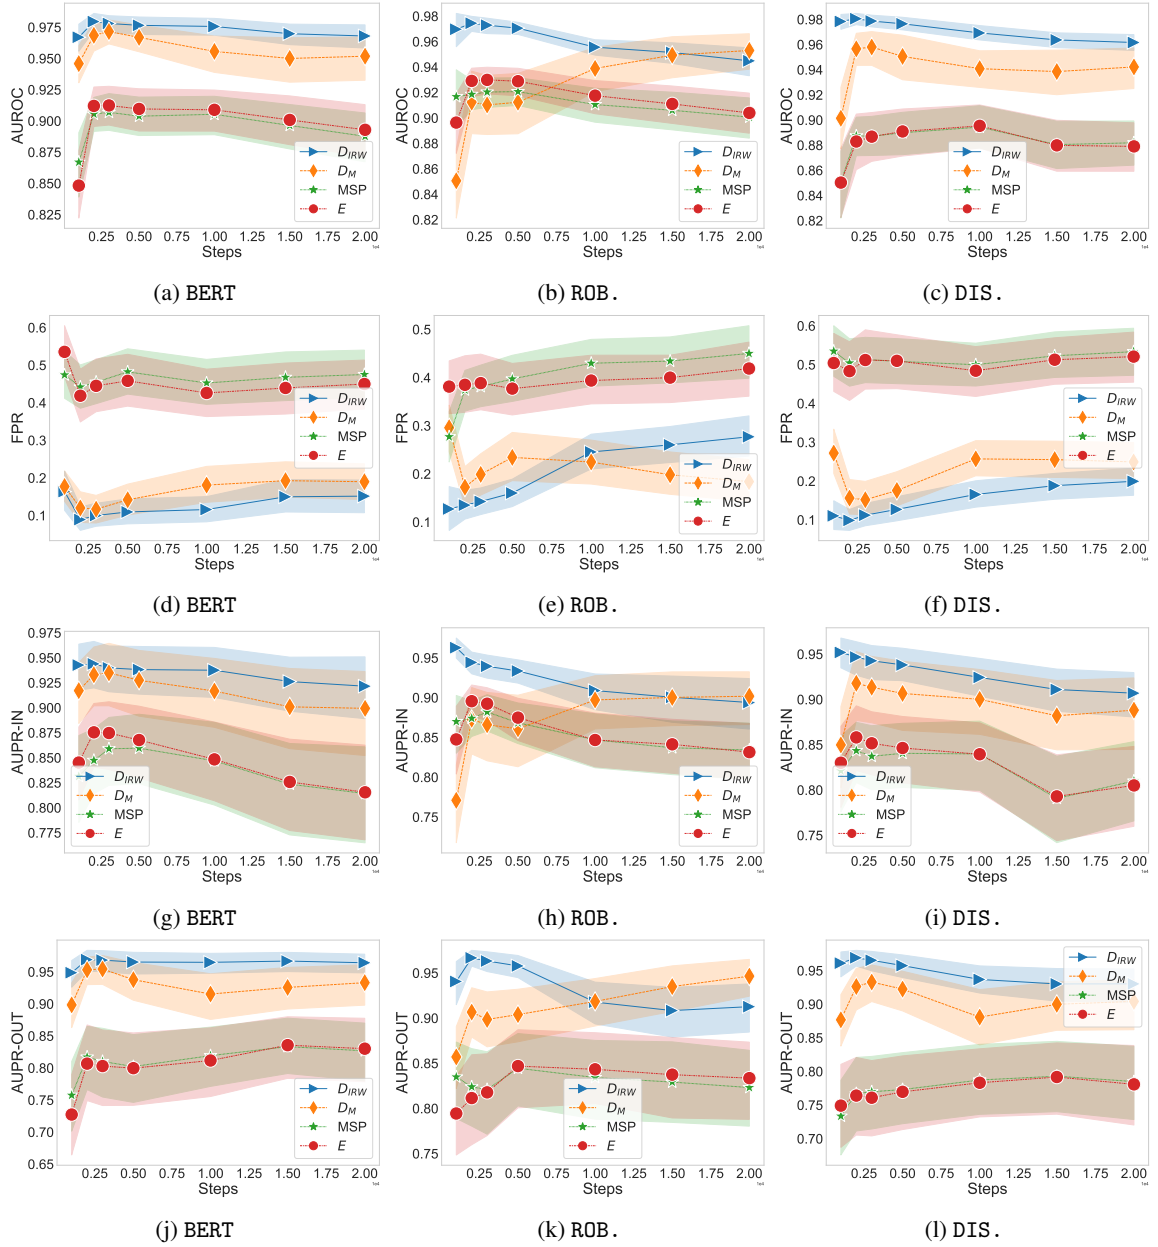 AUROC
0.975
0.950
0.925
0.900
0.875
0.850
0.825
D_IRW
D_M
MSP
E
0.25 0.50 0.75 1.00 1.25 1.50 1.75 2.00
1e4
Steps
(a) BERT
AUROC
0.98
0.96
0.94
0.92
0.90
0.88
0.86
0.84
0.82
D_IRW
D_M
MSP
E
0.25 0.50 0.75 1.00 1.25 1.50 1.75 2.00
1e4
Steps
(b) ROB.
AUROC
0.98
0.96
0.94
0.92
0.90
0.88
0.86
0.84
0.82
D_IRW
D_M
MSP
E
0.25 0.50 0.75 1.00 1.25 1.50 1.75 2.00
1e4
Steps
(c) DIS.
FPR
0.6
0.5
0.4
0.3
0.2
0.1
D_IRW
D_M
MSP
E
0.25 0.50 0.75 1.00 1.25 1.50 1.75 2.00
1e4
Steps
(d) BERT
FPR
0.5
0.4
0.3
0.2
0.1
D_IRW
D_M
MSP
E
0.25 0.50 0.75 1.00 1.25 1.50 1.75 2.00
1e4
Steps
(e) ROB.
FPR
0.6
0.5
0.4
0.3
0.2
0.1
D_IRW
D_M
MSP
E
0.25 0.50 0.75 1.00 1.25 1.50 1.75 2.00
1e4
Steps
(f) DIS.
AUPR-IN
0.975
0.950
0.925
0.900
0.875
0.850
0.825
0.800
0.775
D_IRW
D_M
MSP
E
0.25 0.50 0.75 1.00 1.25 1.50 1.75 2.00
1e4
Steps
(g) BERT
AUPR-IN
0.95
0.90
0.85
0.80
0.75
D_IRW
D_M
MSP
E
0.25 0.50 0.75 1.00 1.25 1.50 1.75 2.00
1e4
Steps
(h) ROB.
AUPR-IN
0.95
0.90
0.85
0.80
0.75
D_IRW
D_M
MSP
E
0.25 0.50 0.75 1.00 1.25 1.50 1.75 2.00
1e4
Steps
(i) DIS.
AUPR-OUT
0.95
0.90
0.85
0.80
0.75
0.70
0.65
D_IRW
D_M
MSP
E
0.25 0.50 0.75 1.00 1.25 1.50 1.75 2.00
1e4
Steps
(j) BERT
AUPR-OUT
0.95
0.90
0.85
0.80
0.75
D_IRW
D_M
MSP
E
0.25 0.50 0.75 1.00 1.25 1.50 1.75 2.00
1e4
Steps
(k) ROB.
AUPR-OUT
0.95
0.90
0.85
0.80
0.75
0.70
D_IRW
D_M
MSP
E
0.25 0.50 0.75 1.00 1.25 1.50 1.75 2.00
1e4
Steps
(l) DIS.